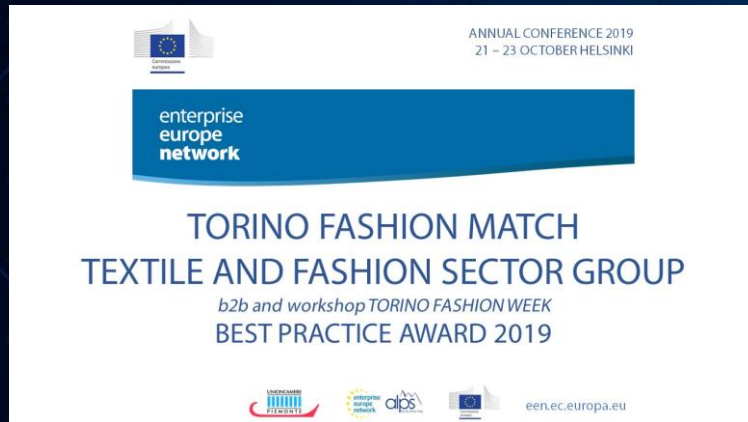 ANNUAL CONFERENCE 2019
21 – 23 OCTOBER HELSINKI
Commissione
europea
enterprise
europe
network
TORINO FASHION MATCH
TEXTILE AND FASHION SECTOR GROUP
b2b and workshop TORINO FASHION WEEK
BEST PRACTICE AWARD 2019
UNIONCAMERE
PIEMONTE
enterprise
europe
network
alps
een.ec.europa.eu